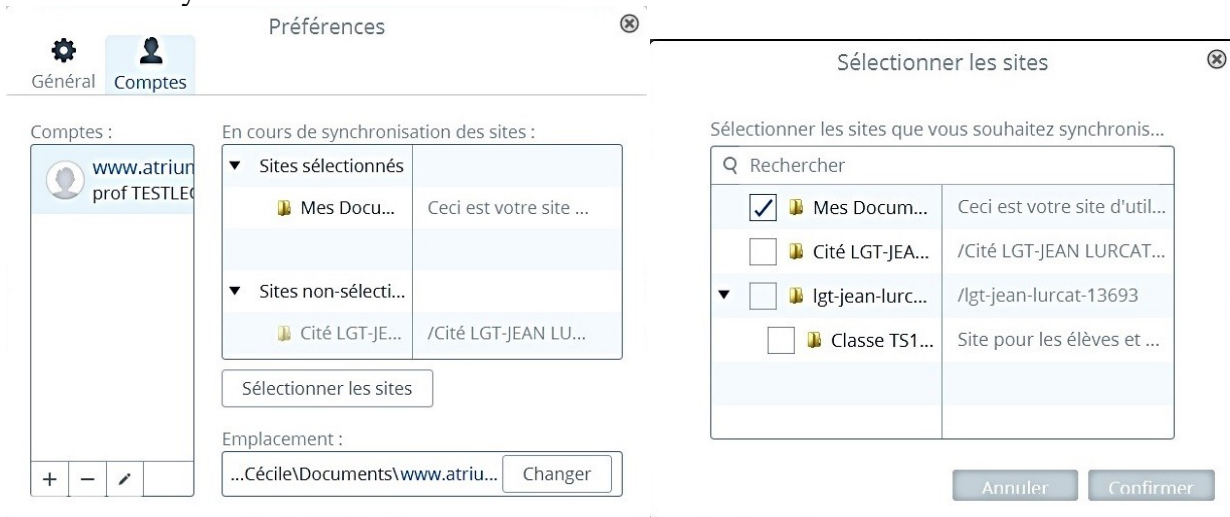 Préférences
Général Comptes
Comptes :
www.atriun
prof TESTLE
+ −
En cours de synchronisation des sites :
Sites sélectionnés
Mes Docu... Ceci est votre site ...
Sites non-sélecti...
Cité LGT-JE... /Cité LGT-JEAN LU...
Sélectionner les sites
Emplacement :
...Cécile\Documents\www.atriu... Changer
Sélectionner les sites
Sélectionner les sites que vous souhaitez synchronis...
Rechercher
Mes Docum... Ceci est votre site d'util...
Cité LGT-JEA... /Cité LGT-JEAN LURCAT...
lgt-jean-lurc... /lgt-jean-lurcat-13693
Classe TS1... Site pour les élèves et ...
Annuler Confirmer